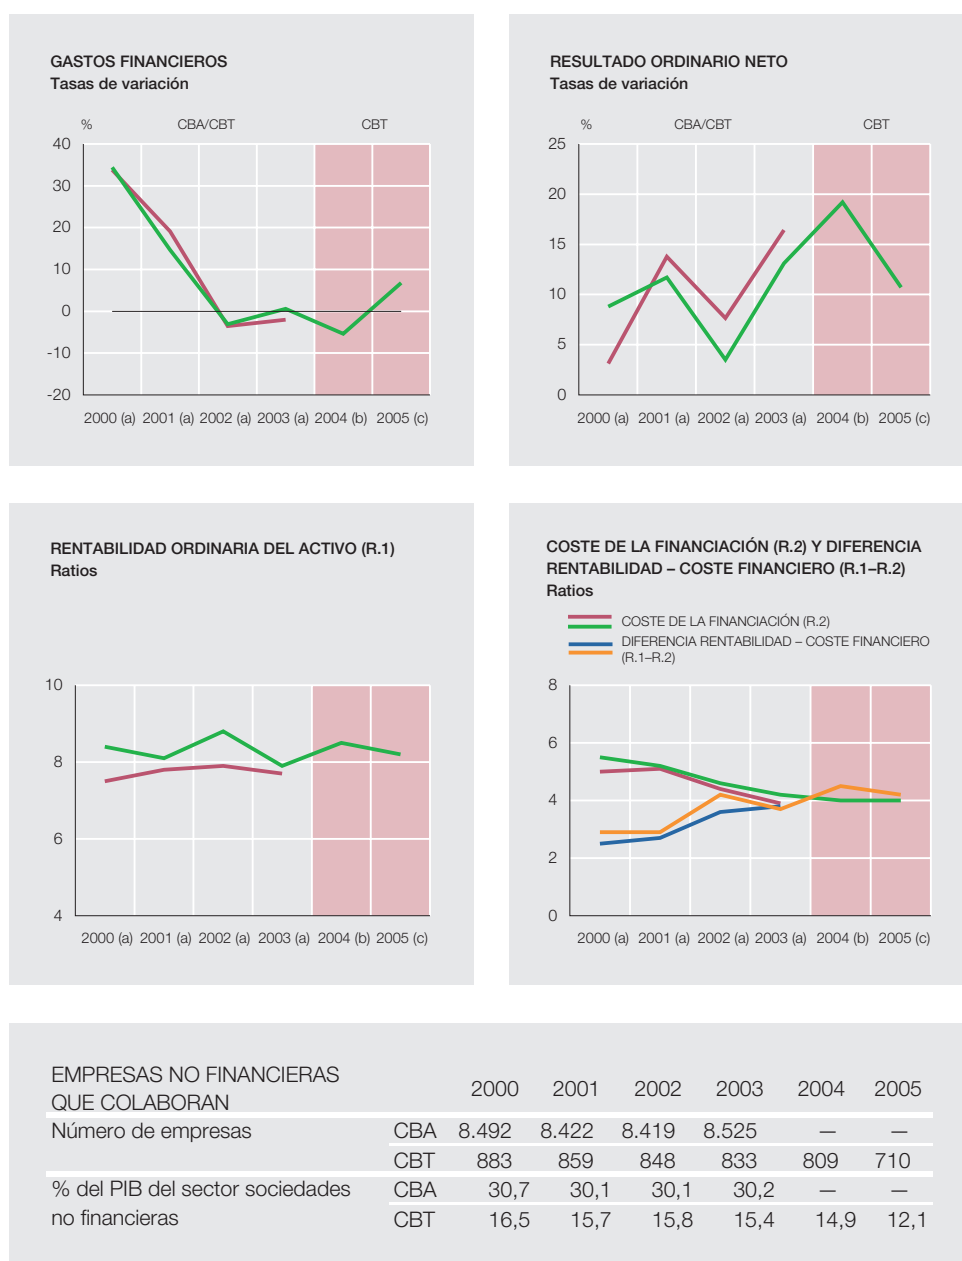 GASTOS FINANCIEROS
Tasas de variación
% CBA/CBT CBT
40
30
20
10
0
-10
-20
2000 (a) 2001 (a) 2002 (a) 2003 (a) 2004 (b) 2005 (c)
RESULTADO ORDINARIO NETO
Tasas de variación
% CBA/CBT CBT
25
20
15
10
5
0
2000 (a) 2001 (a) 2002 (a) 2003 (a) 2004 (b) 2005 (c)
RENTABILIDAD ORDINARIA DEL ACTIVO (R.1)
Ratios
10
8
6
4
2000 (a) 2001 (a) 2002 (a) 2003 (a) 2004 (b) 2005 (c)
COSTE DE LA FINANCIACIÓN (R.2) Y DIFERENCIA
RENTABILIDAD – COSTE FINANCIERO (R.1–R.2)
Ratios
COSTE DE LA FINANCIACIÓN (R.2)
DIFERENCIA RENTABILIDAD – COSTE FINANCIERO
(R.1–R.2)
8
6
4
2
0
2000 (a) 2001 (a) 2002 (a) 2003 (a) 2004 (b) 2005 (c)
EMPRESAS NO FINANCIERAS
QUE COLABORAN 2000 2001 2002 2003 2004 2005
Número de empresas CBA 8.492 8.422 8.419 8.525 — —
CBT 883 859 848 833 809 710
% del PIB del sector sociedades CBA 30,7 30,1 30,1 30,2 — —
no financieras CBT 16,5 15,7 15,8 15,4 14,9 12,1